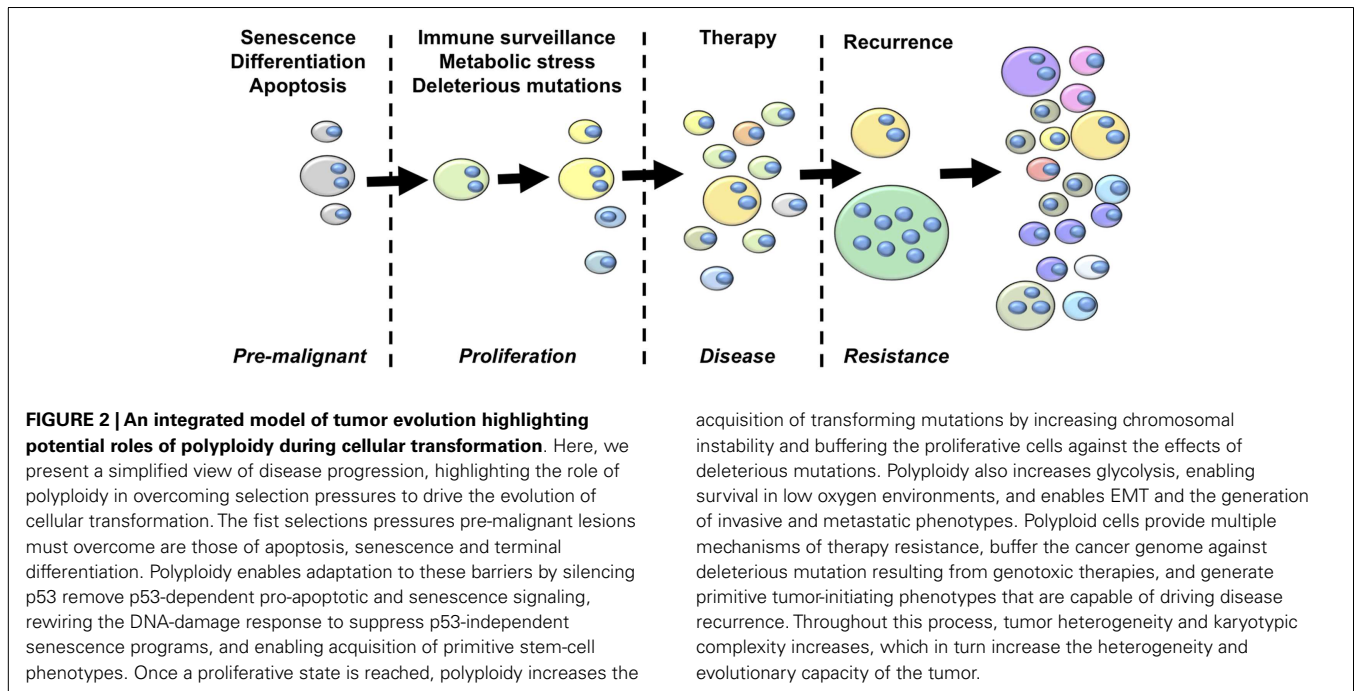 Senescence
Differentiation
Apoptosis
Immune surveillance
Metabolic stress
Deleterious mutations
Therapy
Recurrence
Pre-malignant
Proliferation
Disease
Resistance
FIGURE 2 | An integrated model of tumor evolution highlighting
potential roles of polyploidy during cellular transformation. Here, we
present a simplified view of disease progression, highlighting the role of
polyploidy in overcoming selection pressures to drive the evolution of
cellular transformation. The fist selections pressures pre-malignant lesions
must overcome are those of apoptosis, senescence and terminal
differentiation. Polyploidy enables adaptation to these barriers by silencing
p53 remove p53-dependent pro-apoptotic and senescence signaling,
rewiring the DNA-damage response to suppress p53-independent
senescence programs, and enabling acquisition of primitive stem-cell
phenotypes. Once a proliferative state is reached, polyploidy increases the
acquisition of transforming mutations by increasing chromosomal
instability and buffering the proliferative cells against the effects of
deleterious mutations. Polyploidy also increases glycolysis, enabling
survival in low oxygen environments, and enables EMT and the generation
of invasive and metastatic phenotypes. Polyploid cells provide multiple
mechanisms of therapy resistance, buffer the cancer genome against
deleterious mutation resulting from genotoxic therapies, and generate
primitive tumor-initiating phenotypes that are capable of driving disease
recurrence. Throughout this process, tumor heterogeneity and karyotypic
complexity increases, which in turn increase the heterogeneity and
evolutionary capacity of the tumor.